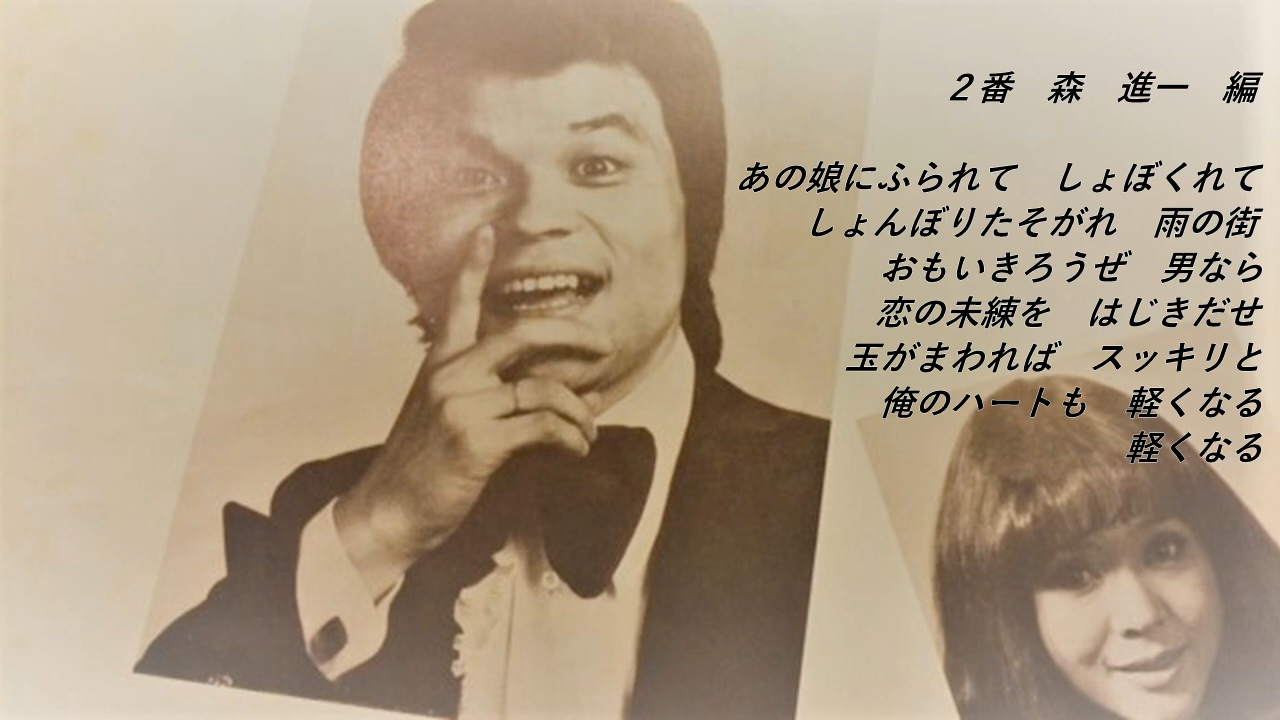 2番　森　進一　編
あの娘にふられて　しょぼくれて
しょんぼりたそがれ　雨の街
おもいきろうぜ　男なら
恋の未練を　はじきだせ
玉がまわれば　スッキリと
俺のハートも　軽くなる
軽くなる